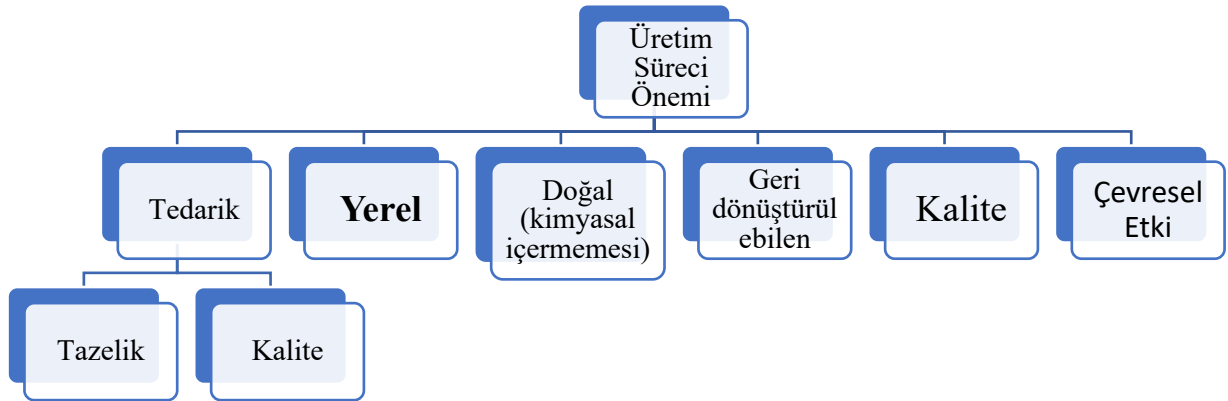 Üretim
Süreci
Önemi
Tedarik
Yerel
Doğal
(kimyasal
içermemesi)
Geri
dönüştürül
ebilen
Kalite
Çevresel
Etki
Tazelik
Kalite